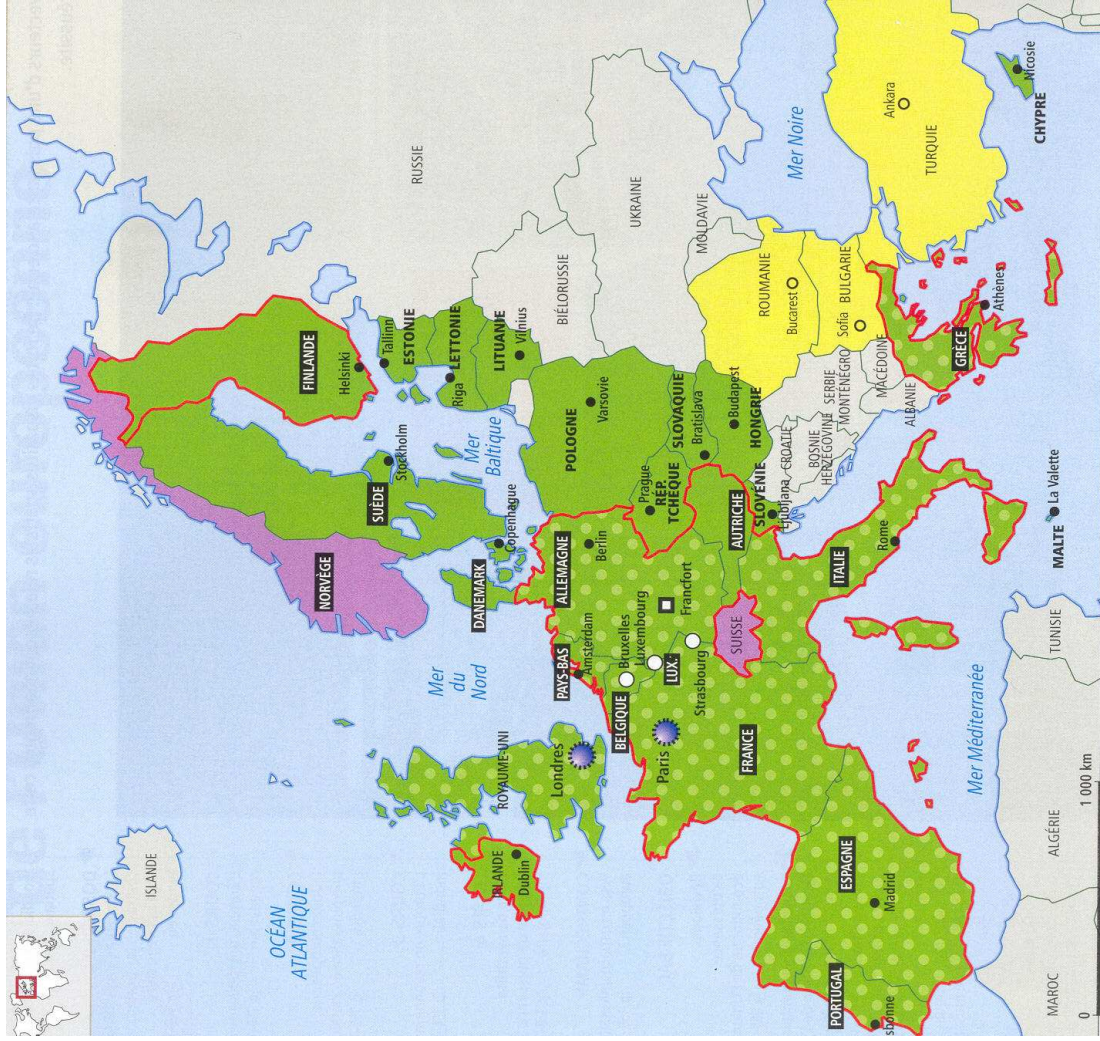 ISLANDE
OCÉAN
ATLANTIQUE
NORVÈGE
FINLANDE
Helsinki
SUÈDE
Stockholm
RUSSIE
Tallinn
ESTONIE
Riga
LETTONIE
LITUANIE
Vilnius
Mer
Baltique
Mer
du
Nord
DANEMARK
Copenhague
IRLANDE
Dublin
ROYAUME-UNI
Londres
PAYS-BAS
Amsterdam
ALLEMAGNE
Berlin
POLOGNE
Varsovie
BIÉLORUSSIE
UKRAINE
BELGIQUE
Bruxelles
Luxembourg
LUX.
Francfort
Strasbourg
Paris
FRANCE
SUISSE
Prague
RÉP.
TCHÈQUE
SLOVAQUIE
Bratislava
AUTRICHE
Budapest
HONGRIE
SLOVÉNIE
Ljubljana
CROATIE
BOSNIE
HERZÉGOVINE
SERBIE
MONTÉNÉGRO
MOLDAVIE
ROUMANIE
Bucarest
Mer Noire
BULGARIE
Sofia
MACÉDOINE
ALBANIE
ITALIE
Rome
PORTUGAL
sbonne
ESPAGNE
Madrid
GRÈCE
Athènes
Ankara
TURQUIE
Mer Méditerranée
MALTE
La Valette
Nicosie
CHYPRE
MAROC
ALGÉRIE
TUNISIE
0
1 000 km